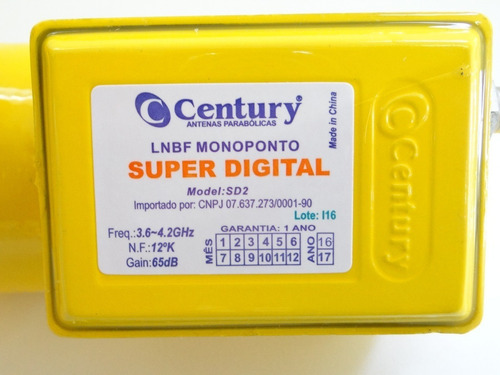 Century®
ANTENAS PARABÓLICAS
Made in China
LNBF MONOPONTO
SUPER DIGITAL
Model:SD2
Importado por: CNPJ 07.637.273/0001-90
Lote: I16
Freq.:3.6~4.2GHz
N.F.:12ºK
Gain:65dB
GARANTIA: 1 ANO
MÊS 1 2 3 4 5 6 ANO 16
7 8 9 10 11 12 17
Century